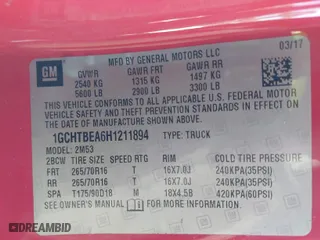 GM
MFD BY GENERAL MOTORS LLC
03/17
GVWR GAWR FRT GAWR RR
2540 KG 1315 KG 1497 KG
5600 LB 2900 LB 3300 LB
THIS VEHICLE CONFORMS TO ALL APPLICABLE U.S. FEDERAL MOTOR
VEHICLE SAFETY AND THEFT PREVENTION STANDARDS IN EFFECT
ON THE DATE OF MANUFACTURE SHOWN ABOVE.
1GCHTBEA6H1211894 TYPE: TRUCK
MODEL: 2M53
2BCW TIRE SIZE SPEED RTG RIM COLD TIRE PRESSURE
FRT 265/70R16 T 16X7.0J 240KPA(35PSI)
RR 265/70R16 T 16X7.0J 240KPA(35PSI)
SPA T175/90D18 M 18X4.5B 420KPA(60PSI)
SEE OWNER'S MANUAL FOR ADDITIONAL INFORMATION.
AUTOBIDMASTER